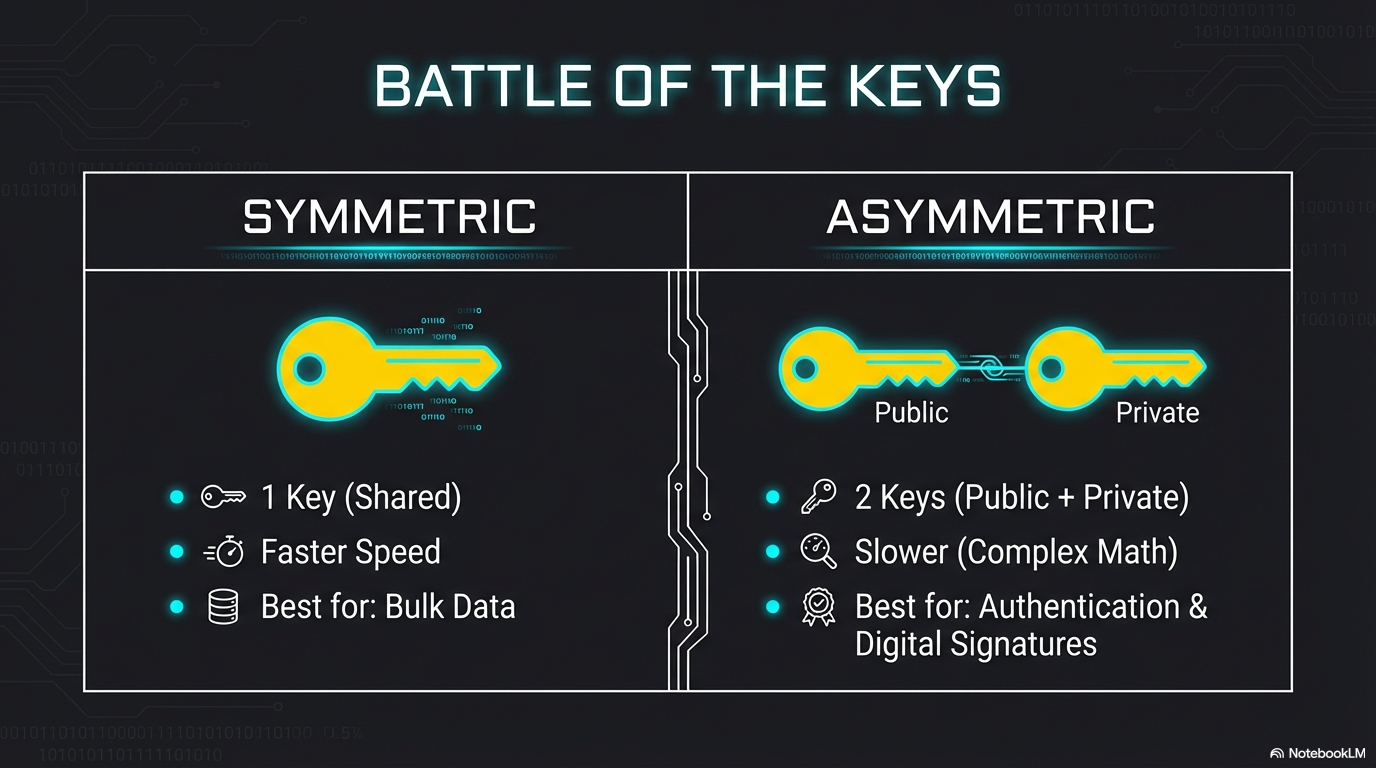 BATTLE OF THE KEYS
SYMMETRIC
ASYMMETRIC
Public
Private
1 Key (Shared)
Faster Speed
Best for: Bulk Data
2 Keys (Public + Private)
Slower (Complex Math)
Best for: Authentication &
Digital Signatures
NotebookLM